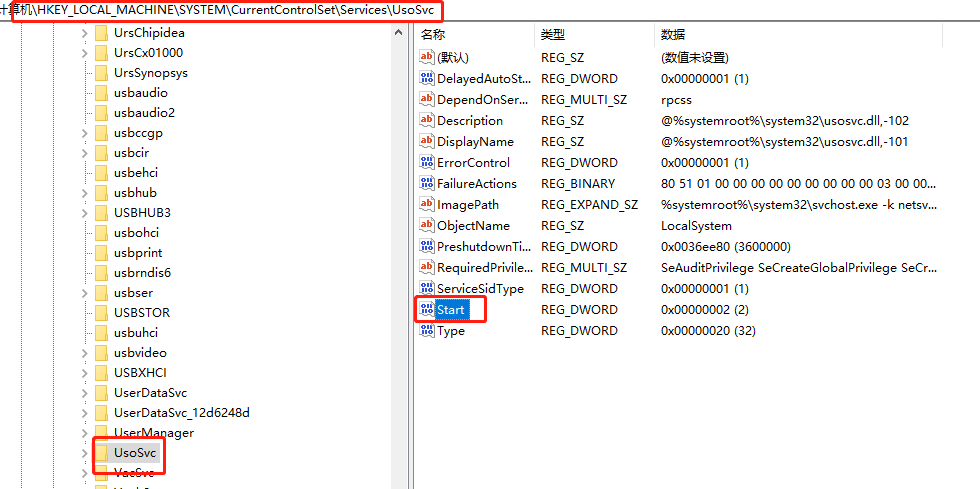 计算机\HKEY_LOCAL_MACHINE\SYSTEM\CurrentControlSet\Services\UsoSvc
UrsChipidea
UrsCx01000
UrsSynopsys
usbaudio
usbaudio2
usbccgp
usbcir
usbehci
usbhub
USBHUB3
usbohci
usbprint
usbrndis6
usbser
USBSTOR
usbuhci
usbvideo
USBXHCI
UserDataSvc
UserDataSvc_12d6248d
UserManager
UsoSvc
VacSvc
名称 类型 数据
(默认) REG_SZ (数值未设置)
DelayedAutoSt... REG_DWORD 0x00000001 (1)
DependOnSer... REG_MULTI_SZ rpcss
Description REG_SZ @%systemroot%\system32\usosvc.dll,-102
DisplayName REG_SZ @%systemroot%\system32\usosvc.dll,-101
ErrorControl REG_DWORD 0x00000001 (1)
FailureActions REG_BINARY 80 51 01 00 00 00 00 00 00 00 00 00 03 00 00...
ImagePath REG_EXPAND_SZ %systemroot%\system32\svchost.exe -k netsv...
ObjectName REG_SZ LocalSystem
PreshutdownTi... REG_DWORD 0x0036ee80 (3600000)
RequiredPrivile... REG_MULTI_SZ SeAuditPrivilege SeCreateGlobalPrivilege SeCr...
ServiceSidType REG_DWORD 0x00000001 (1)
Start REG_DWORD 0x00000002 (2)
Type REG_DWORD 0x00000020 (32)